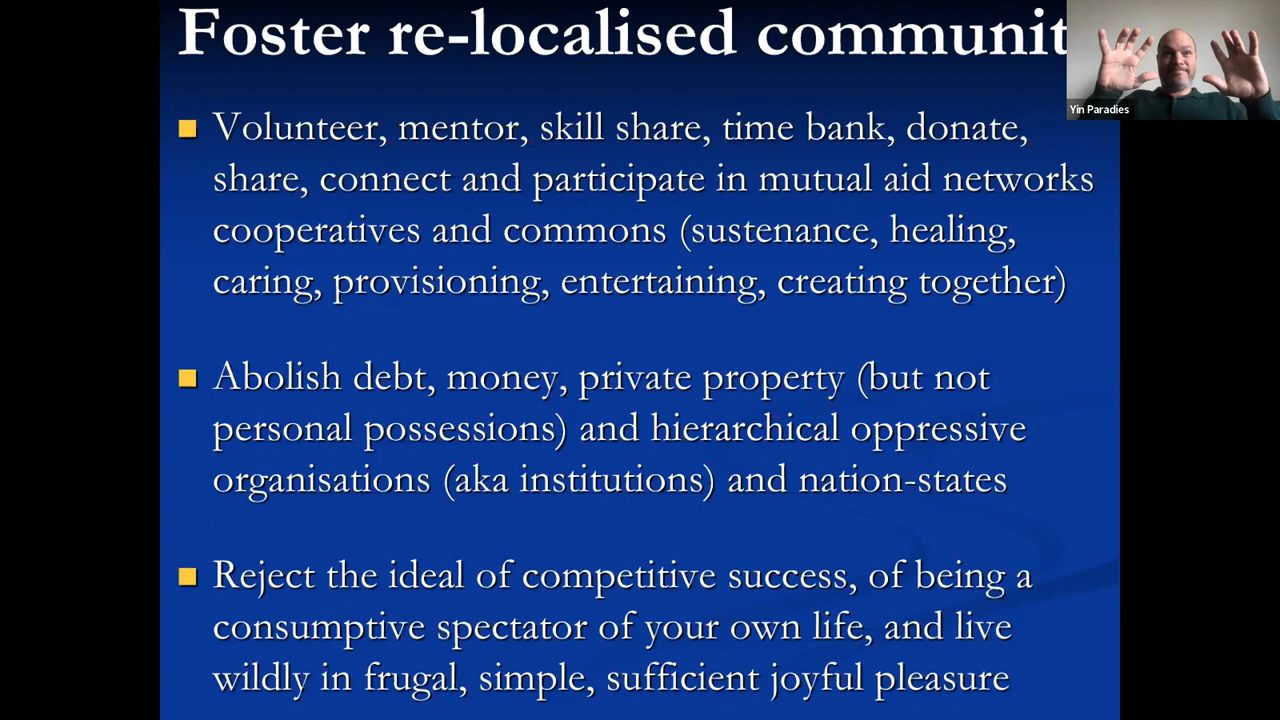 Foster re-localised communit
Yin Paradies
Volunteer, mentor, skill share, time bank, donate,
share, connect and participate in mutual aid networks
cooperatives and commons (sustenance, healing,
caring, provisioning, entertaining, creating together)
Abolish debt, money, private property (but not
personal possessions) and hierarchical oppressive
organisations (aka institutions) and nation-states
Reject the ideal of competitive success, of being a
consumptive spectator of your own life, and live
wildly in frugal, simple, sufficient joyful pleasure